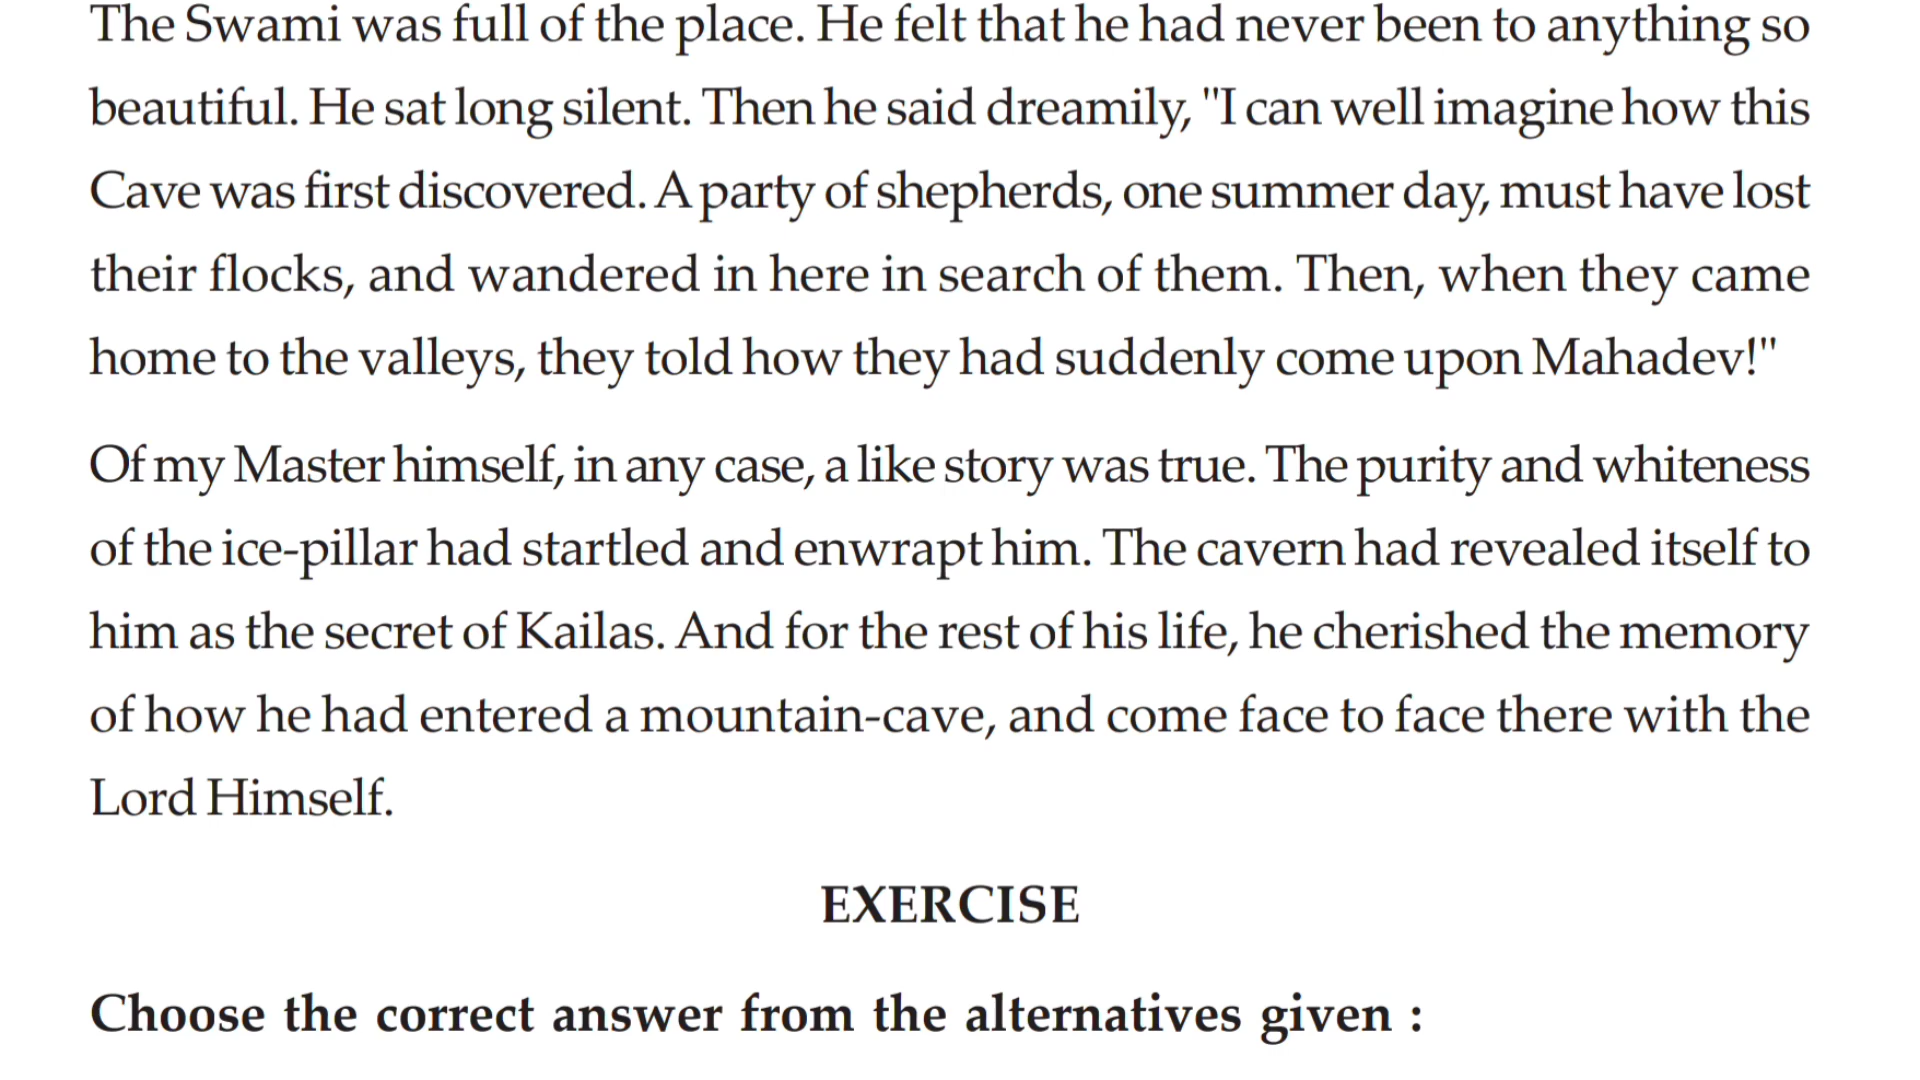 The Swami was full of the place. He felt that he had never been to anything so
beautiful. He sat long silent. Then he said dreamily, "I can well imagine how this
Cave was first discovered. A party of shepherds, one summer day, must have lost
their flocks, and wandered in here in search of them. Then, when they came
home to the valleys, they told how they had suddenly come upon Mahadev!"
Of my Master himself, in any case, a like story was true. The purity and whiteness
of the ice-pillar had startled and enwrapt him. The cavern had revealed itself to
him as the secret of Kailas. And for the rest of his life, he cherished the memory
of how he had entered a mountain-cave, and come face to face there with the
Lord Himself.
EXERCISE
Choose the correct answer from the alternatives given :